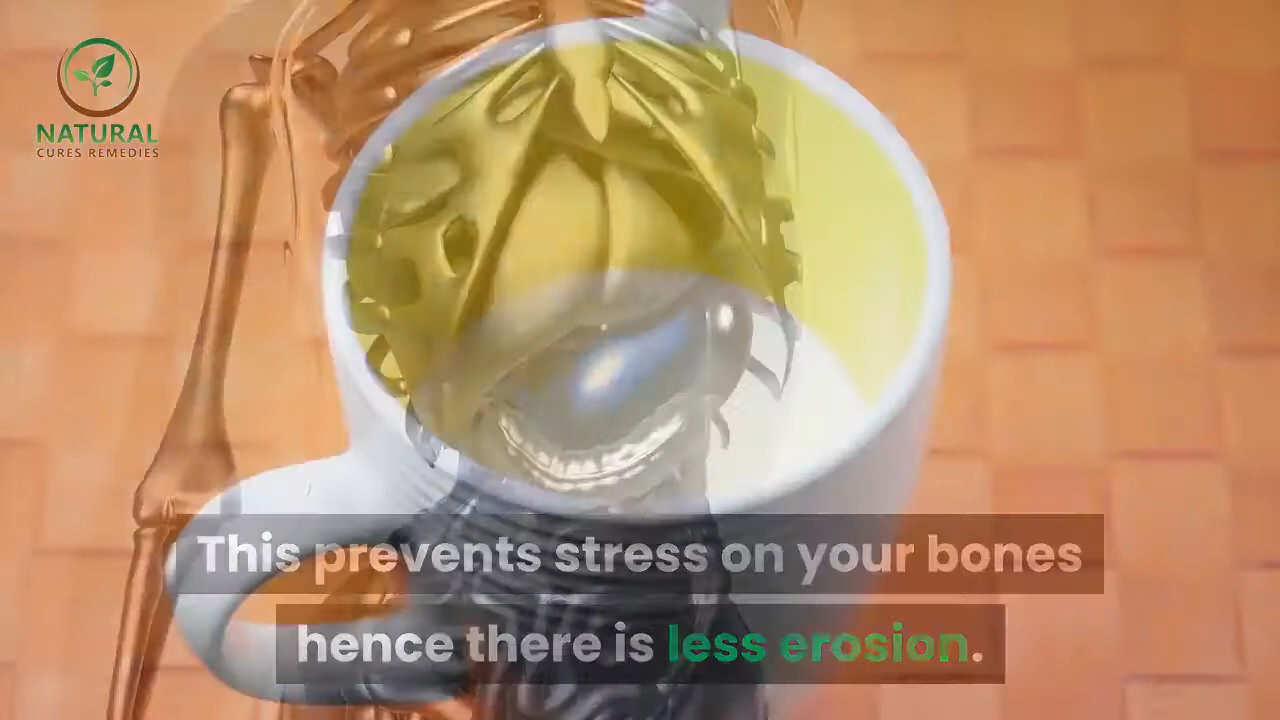 NATURAL
CURES REMEDIES
This prevents stress on your bones
hence there is less erosion.